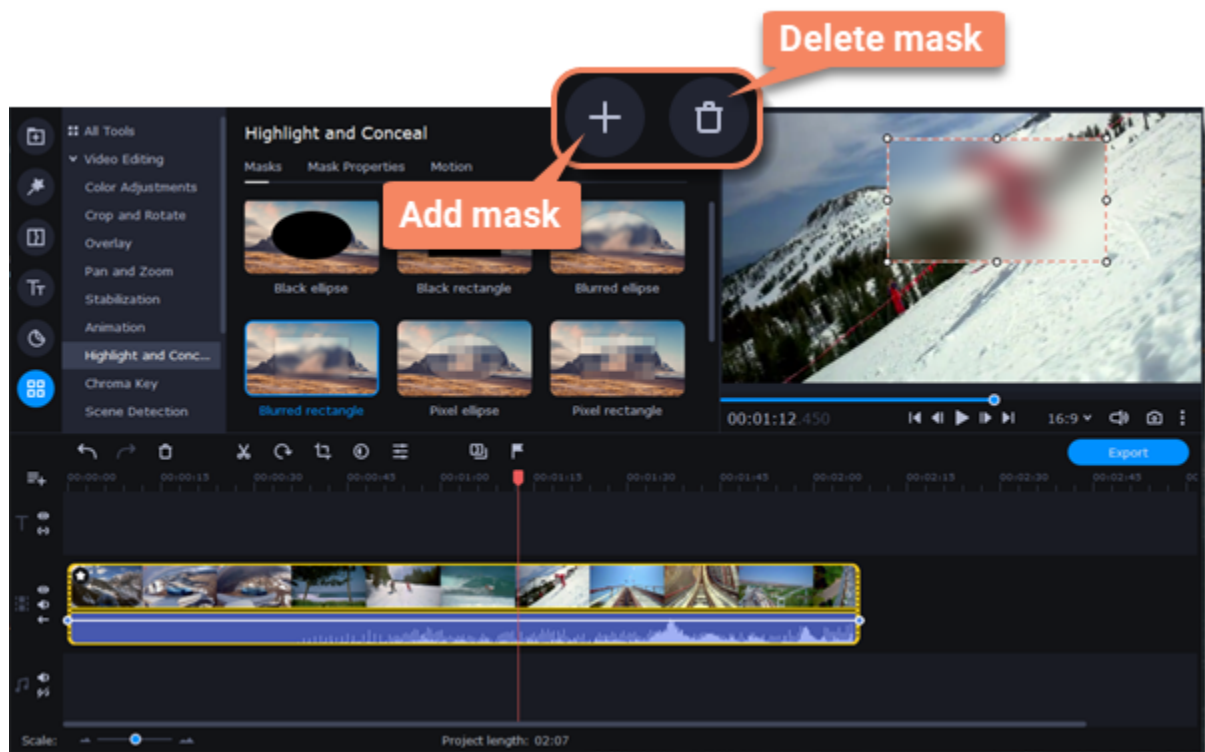 Delete mask
All Tools
Highlight and Conceal
Video Editing
Masks Mask Properties Motion
Color Adjustments
Add mask
Crop and Rotate
Overlay
Pan and Zoom
Black ellipse Black rectangle Blurred ellipse
Stabilization
Animation
Highlight and Conc...
Chroma Key
Scene Detection
Blurred rectangle Pixel ellipse Pixel rectangle
00:01:12.450 16:9
Export
00:00:00 00:00:15 00:00:30 00:00:45 00:01:00 00:01:15 00:01:30 00:01:45 00:02:00 00:02:15 00:02:30 00:02:45
Scale: Project length: 02:07